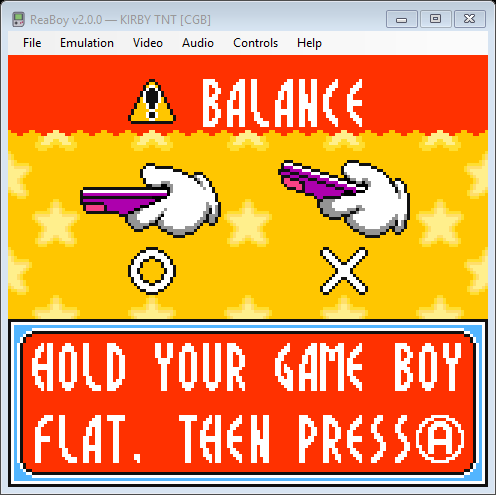 ReaBoy v2.0.0 — KIRBY TNT [CGB]
File Emulation Video Audio Controls Help
BALANCE
HOLD YOUR GAME BOY
FLAT, THEN PRESS Ⓐ